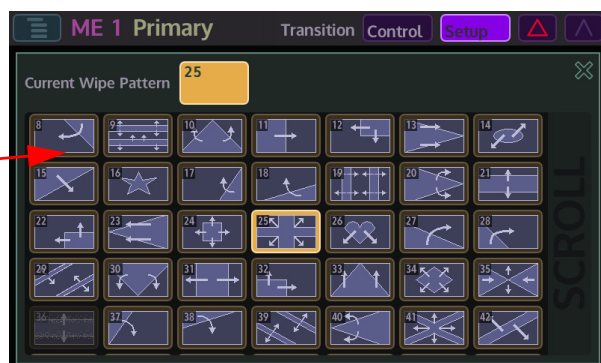 ME 1 Primary Transition Control Setup
Current Wipe Pattern 25
8 9 10 11 12 13 14
15 16 17 18 19 20 21
22 23 24 25 26 27 28
29 30 31 32 33 34 35
36 37 38 39 40 41 42
SCROLL